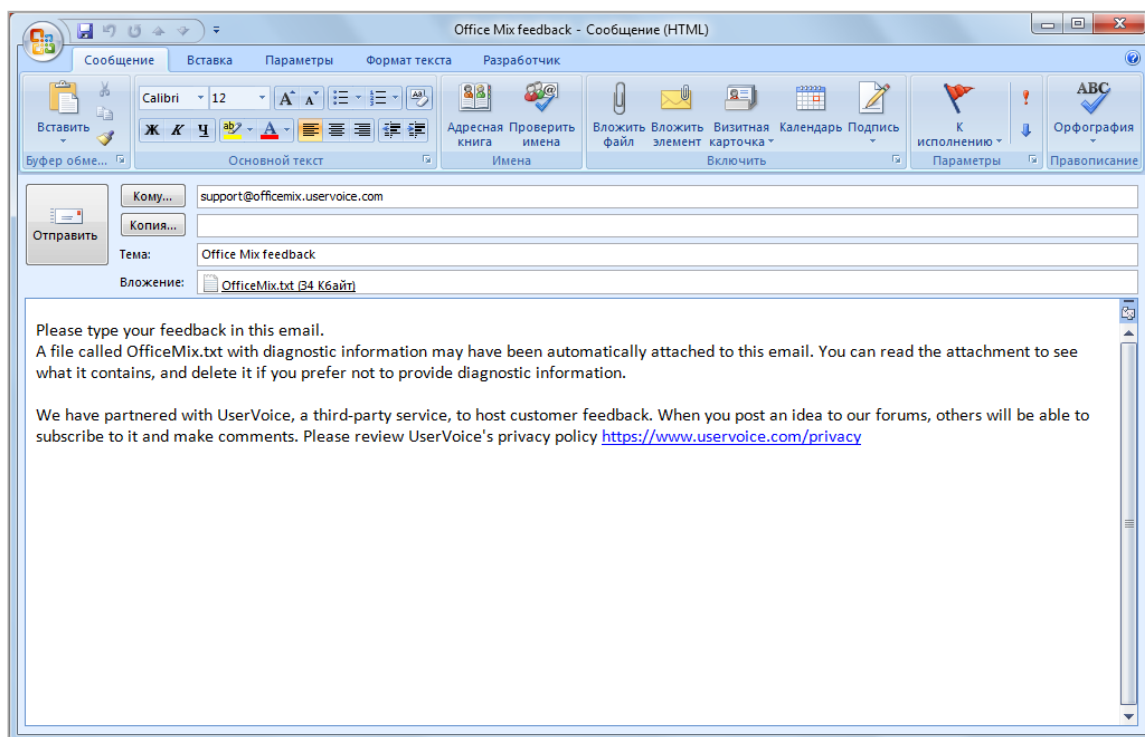 Office Mix feedback - Сообщение (HTML)
Сообщение Вставка Параметры Формат текста Разработчик
Вставить
Буфер обме...
Calibri 12
Ж К Ч
Основной текст
Адресная книга
Проверить имена
Имена
Вложить файл
Вложить элемент
Визитная карточка
Календарь
Подпись
Включить
К исполнению
Параметры
ABC
Орфография
Правописание
Отправить
Кому... support@officemix.uservoice.com
Копия...
Тема: Office Mix feedback
Вложение: OfficeMix.txt (34 Кбайт)
Please type your feedback in this email.
A file called OfficeMix.txt with diagnostic information may have been automatically attached to this email. You can read the attachment to see
what it contains, and delete it if you prefer not to provide diagnostic information.
We have partnered with UserVoice, a third-party service, to host customer feedback. When you post an idea to our forums, others will be able to
subscribe to it and make comments. Please review UserVoice's privacy policy https://www.uservoice.com/privacy